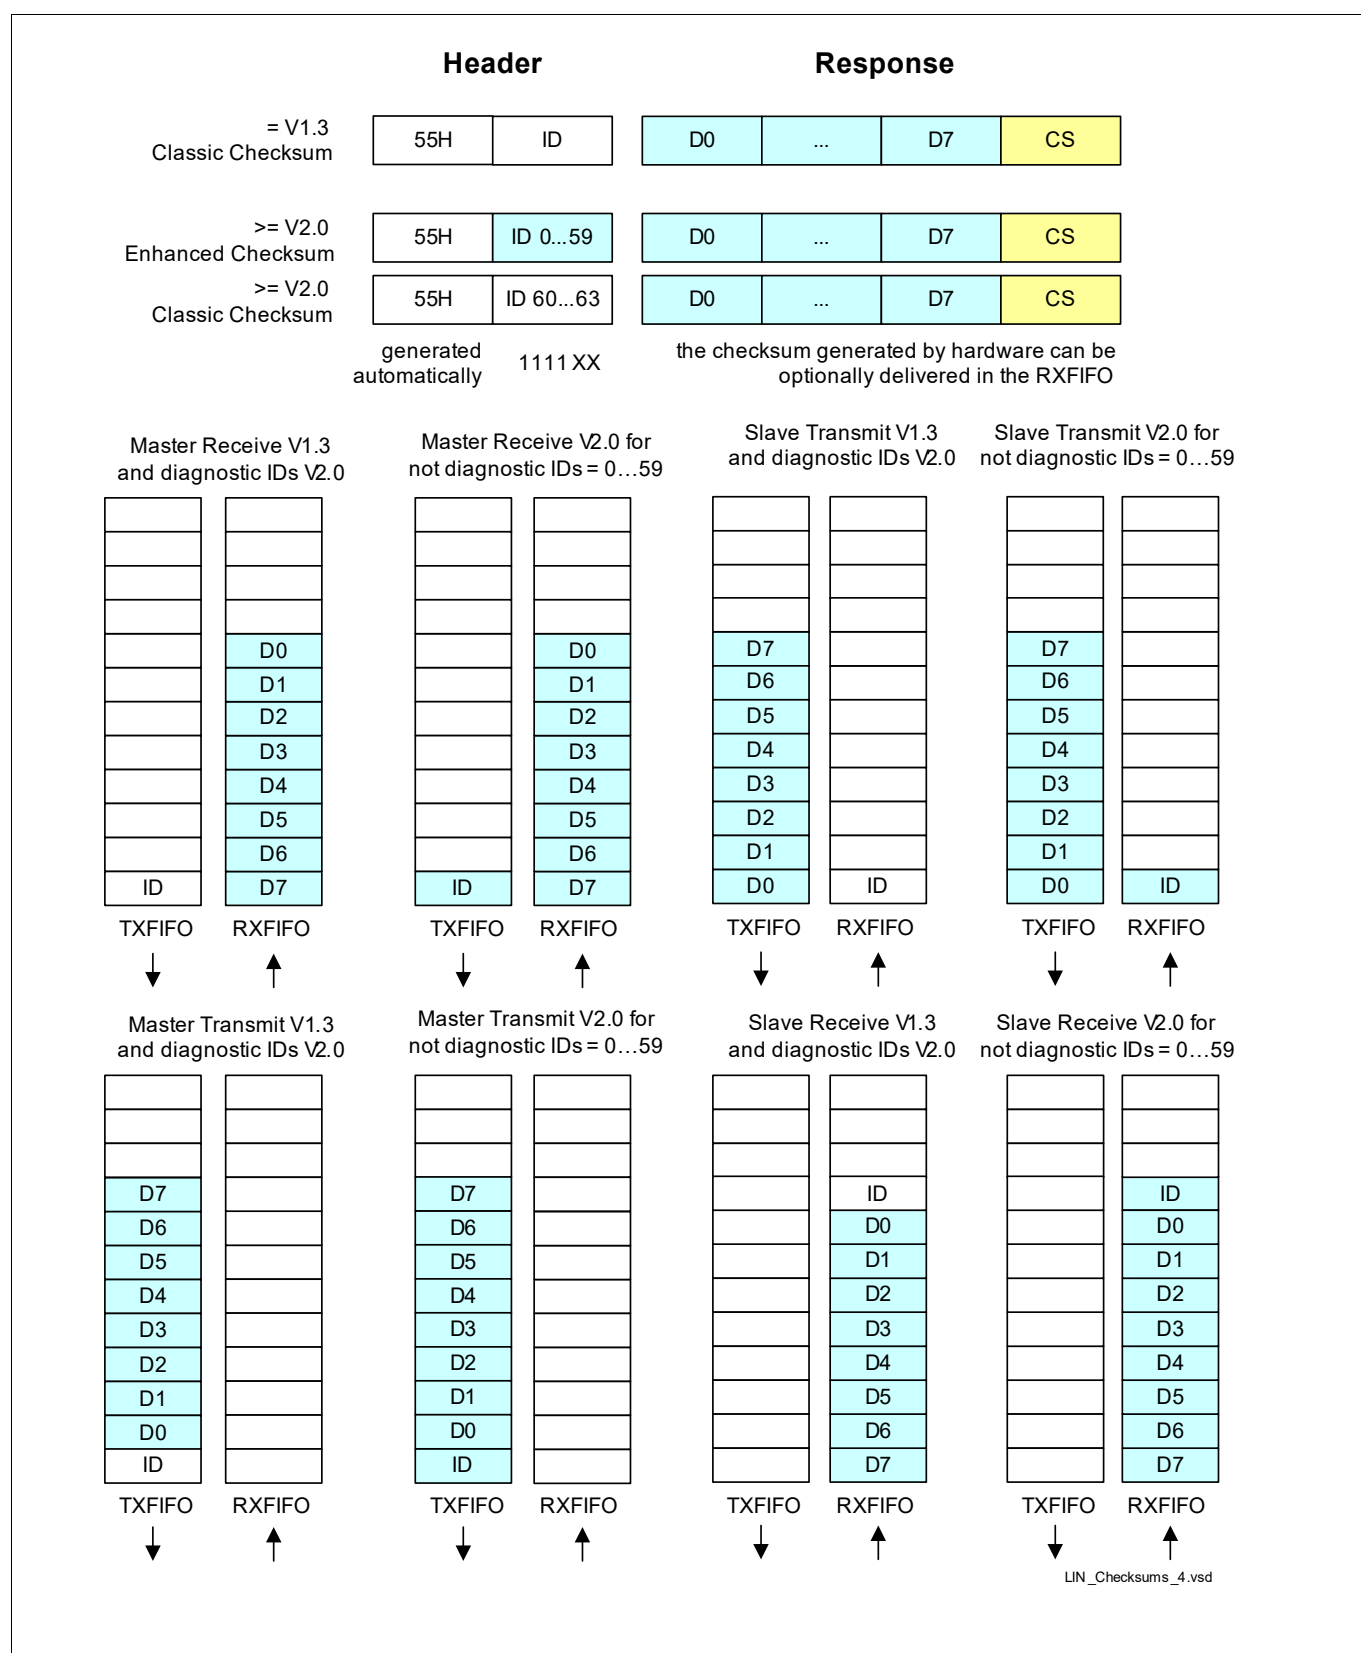 Header Response
= V1.3
Classic Checksum
55H ID D0 ... D7 CS
>= V2.0
Enhanced Checksum
55H ID 0...59 D0 ... D7 CS
>= V2.0
Classic Checksum
55H ID 60...63 D0 ... D7 CS
generated
automatically
1111 XX
the checksum generated by hardware can be
optionally delivered in the RXFIFO
Master Receive V1.3
and diagnostic IDs V2.0
Master Receive V2.0 for
not diagnostic IDs = 0...59
Slave Transmit V1.3
and diagnostic IDs V2.0
Slave Transmit V2.0 for
not diagnostic IDs = 0...59
D0 D0 D7 D7
D1 D1 D6 D6
D2 D2 D5 D5
D3 D3 D4 D4
D4 D4 D3 D3
D5 D5 D2 D2
D6 D6 D1 D1
ID D7 ID D7 D0 ID D0 ID
TXFIFO RXFIFO TXFIFO RXFIFO TXFIFO RXFIFO TXFIFO RXFIFO
Master Transmit V1.3
and diagnostic IDs V2.0
Master Transmit V2.0 for
not diagnostic IDs = 0...59
Slave Receive V1.3
and diagnostic IDs V2.0
Slave Receive V2.0 for
not diagnostic IDs = 0...59
D7 D7 ID ID
D6 D6 D0 D0
D5 D5 D1 D1
D4 D4 D2 D2
D3 D3 D3 D3
D2 D2 D4 D4
D1 D1 D5 D5
D0 D0 D6 D6
ID ID D7 D7
TXFIFO RXFIFO TXFIFO RXFIFO TXFIFO RXFIFO TXFIFO RXFIFO
LIN_Checksums_4.vsd